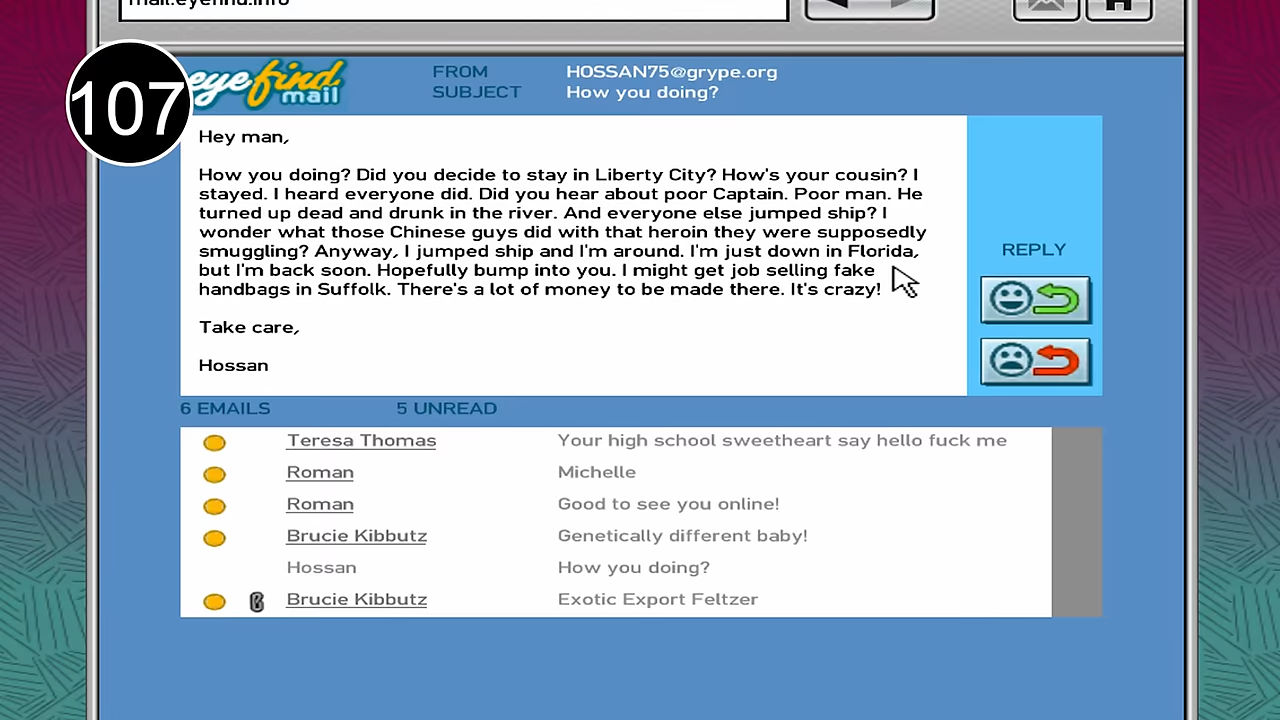 mail.eyefind.info
107
eyefind
mail
FROM HOSSAN75@grype.org
SUBJECT How you doing?
Hey man,
How you doing? Did you decide to stay in Liberty City? How's your cousin? I
stayed. I heard everyone did. Did you hear about poor Captain. Poor man. He
turned up dead and drunk in the river. And everyone else jumped ship? I
wonder what those Chinese guys did with that heroin they were supposedly
smuggling? Anyway, I jumped ship and I'm around. I'm just down in Florida,
but I'm back soon. Hopefully bump into you. I might get job selling fake
handbags in Suffolk. There's a lot of money to be made there. It's crazy!
Take care,
Hossan
REPLY
6 EMAILS 5 UNREAD
Teresa Thomas Your high school sweetheart say hello fuck me
Roman Michelle
Roman Good to see you online!
Brucie Kibbutz Genetically different baby!
Hossan How you doing?
Brucie Kibbutz Exotic Export Feltzer